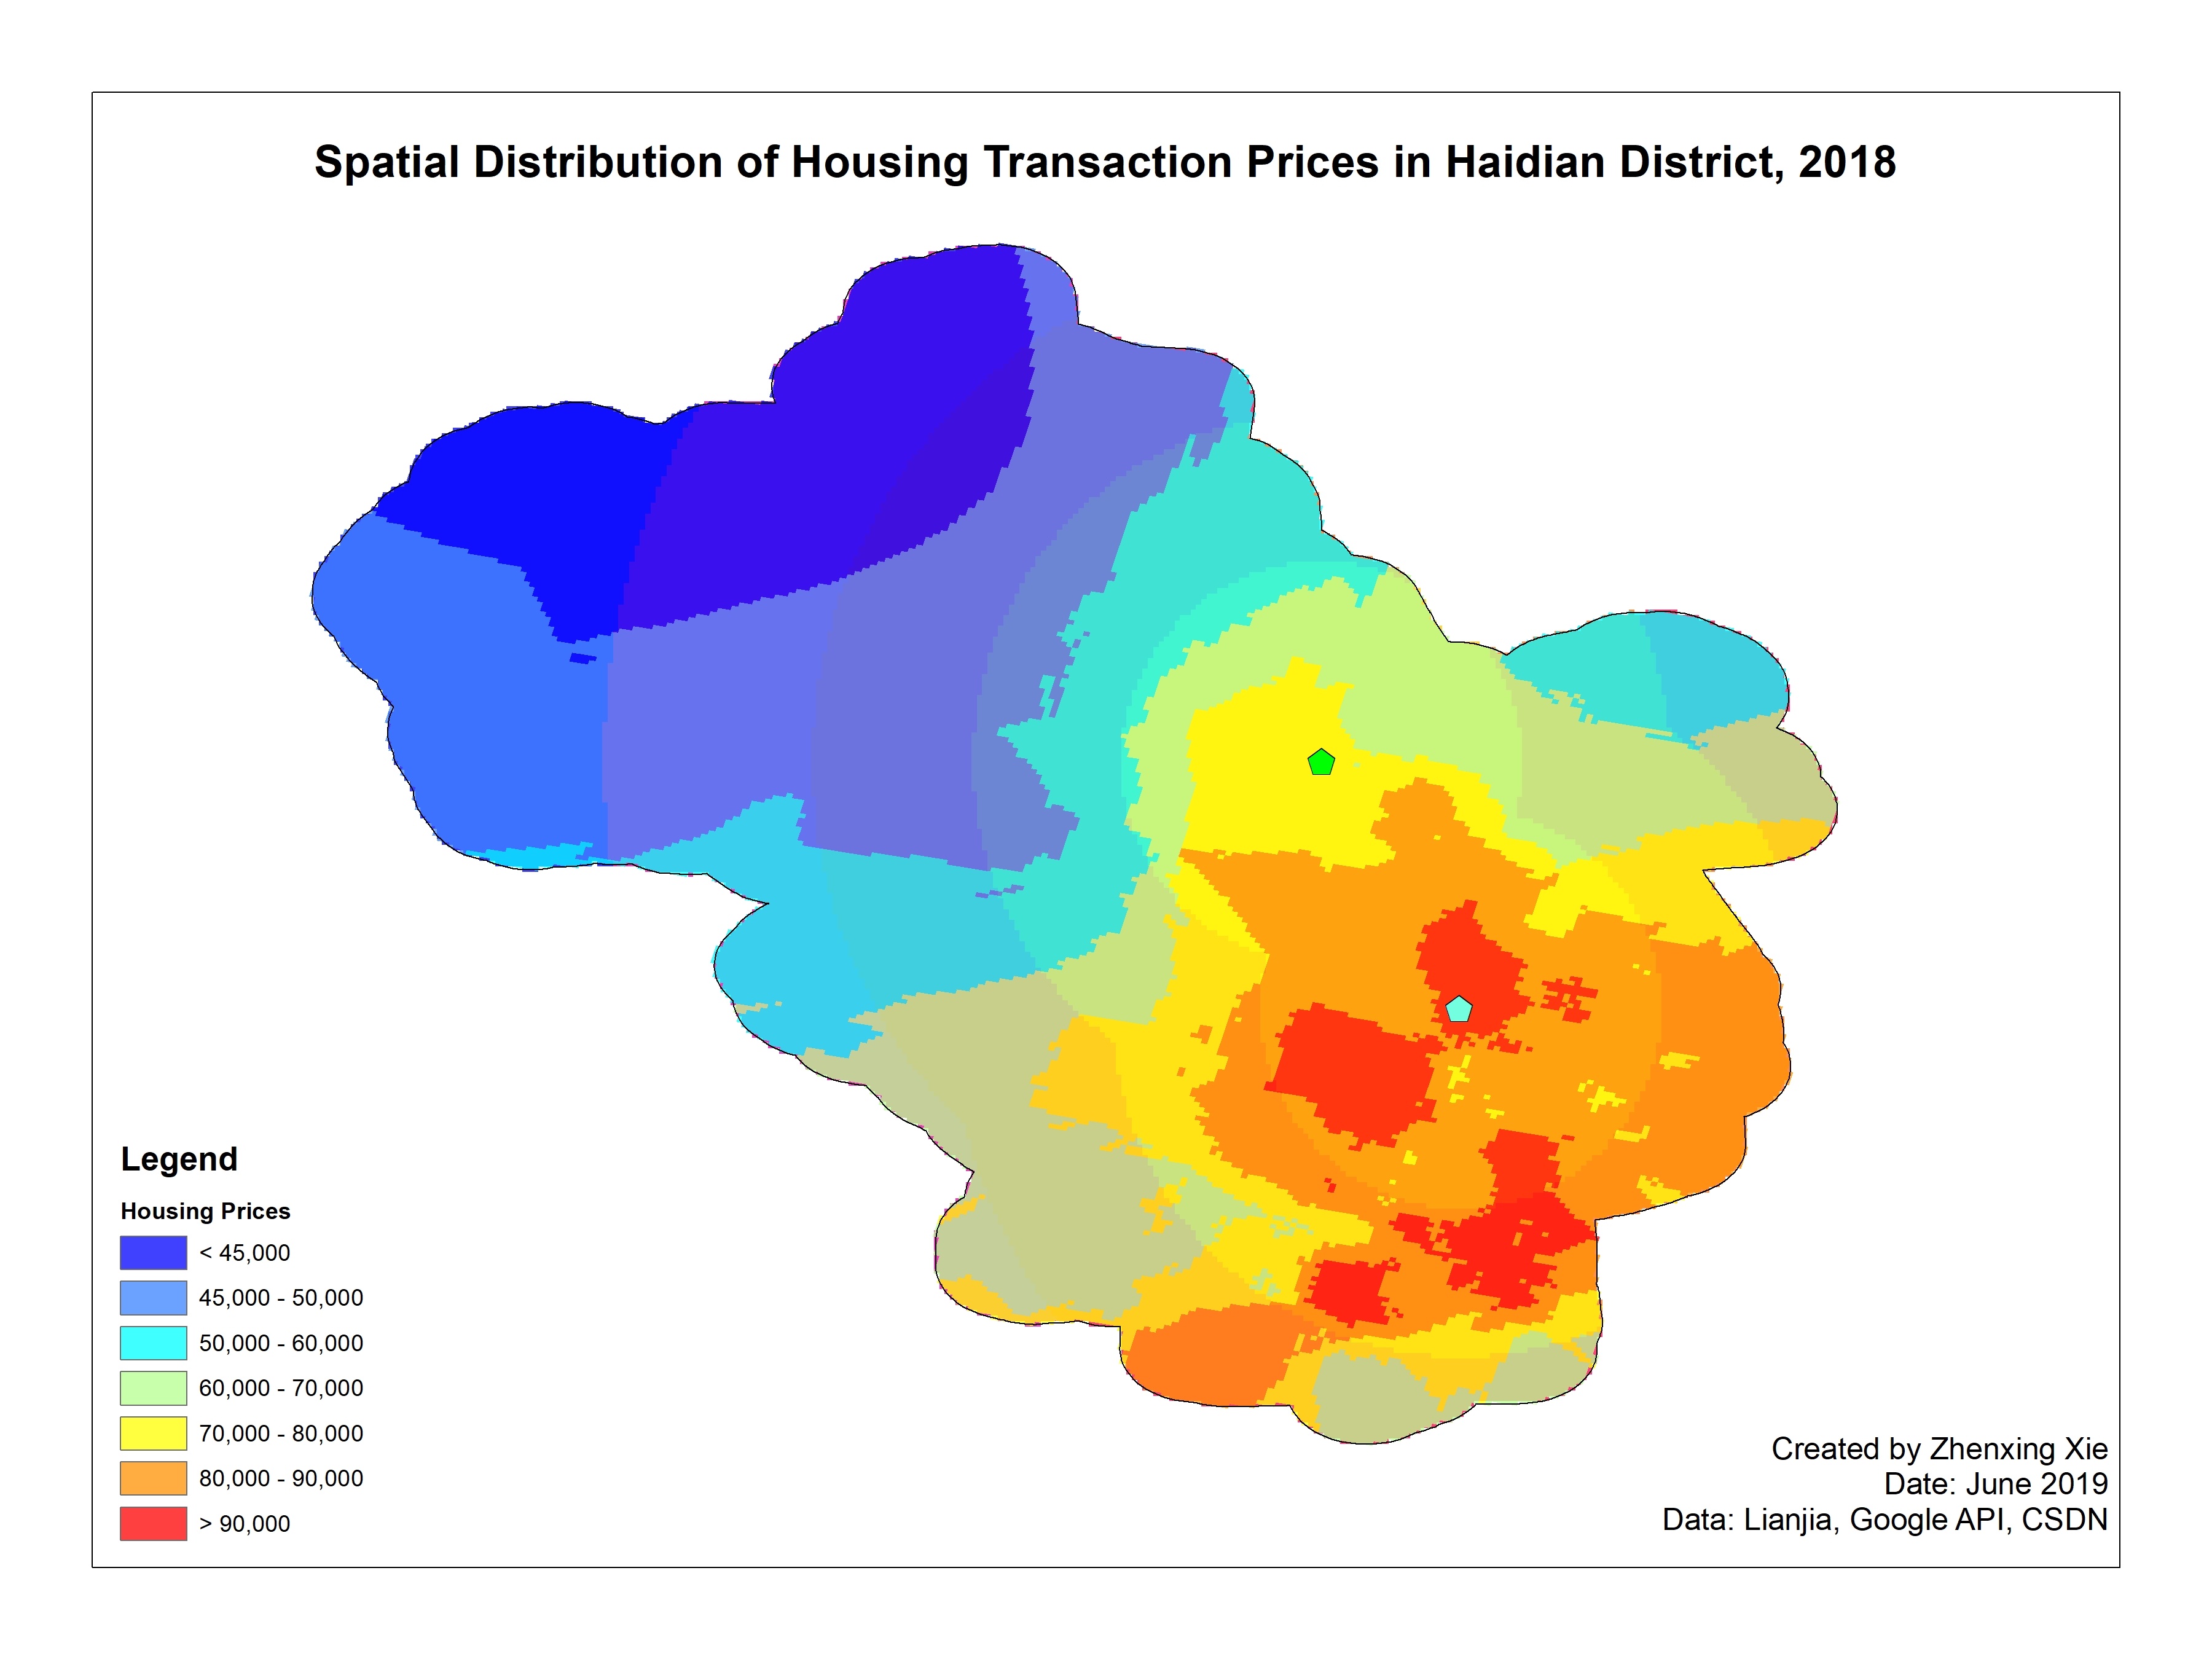 Spatial Distribution of Housing Transaction Prices in Haidian District, 2018
Legend
Housing Prices
< 45,000
45,000 - 50,000
50,000 - 60,000
60,000 - 70,000
70,000 - 80,000
80,000 - 90,000
> 90,000
Created by Zhenxing Xie
Date: June 2019
Data: Lianjia, Google API, CSDN